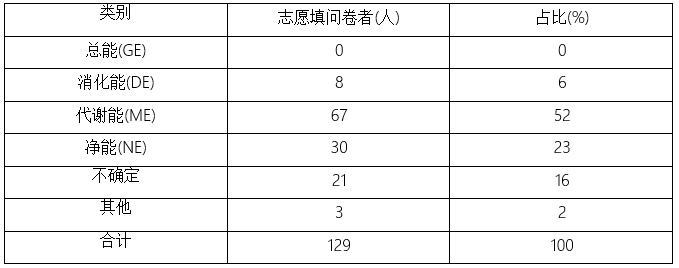 类别 志愿填问卷者(人) 占比(%)
总能(GE) 0 0
消化能(DE) 8 6
代谢能(ME) 67 52
净能(NE) 30 23
不确定 21 16
其他 3 2
合计 129 100